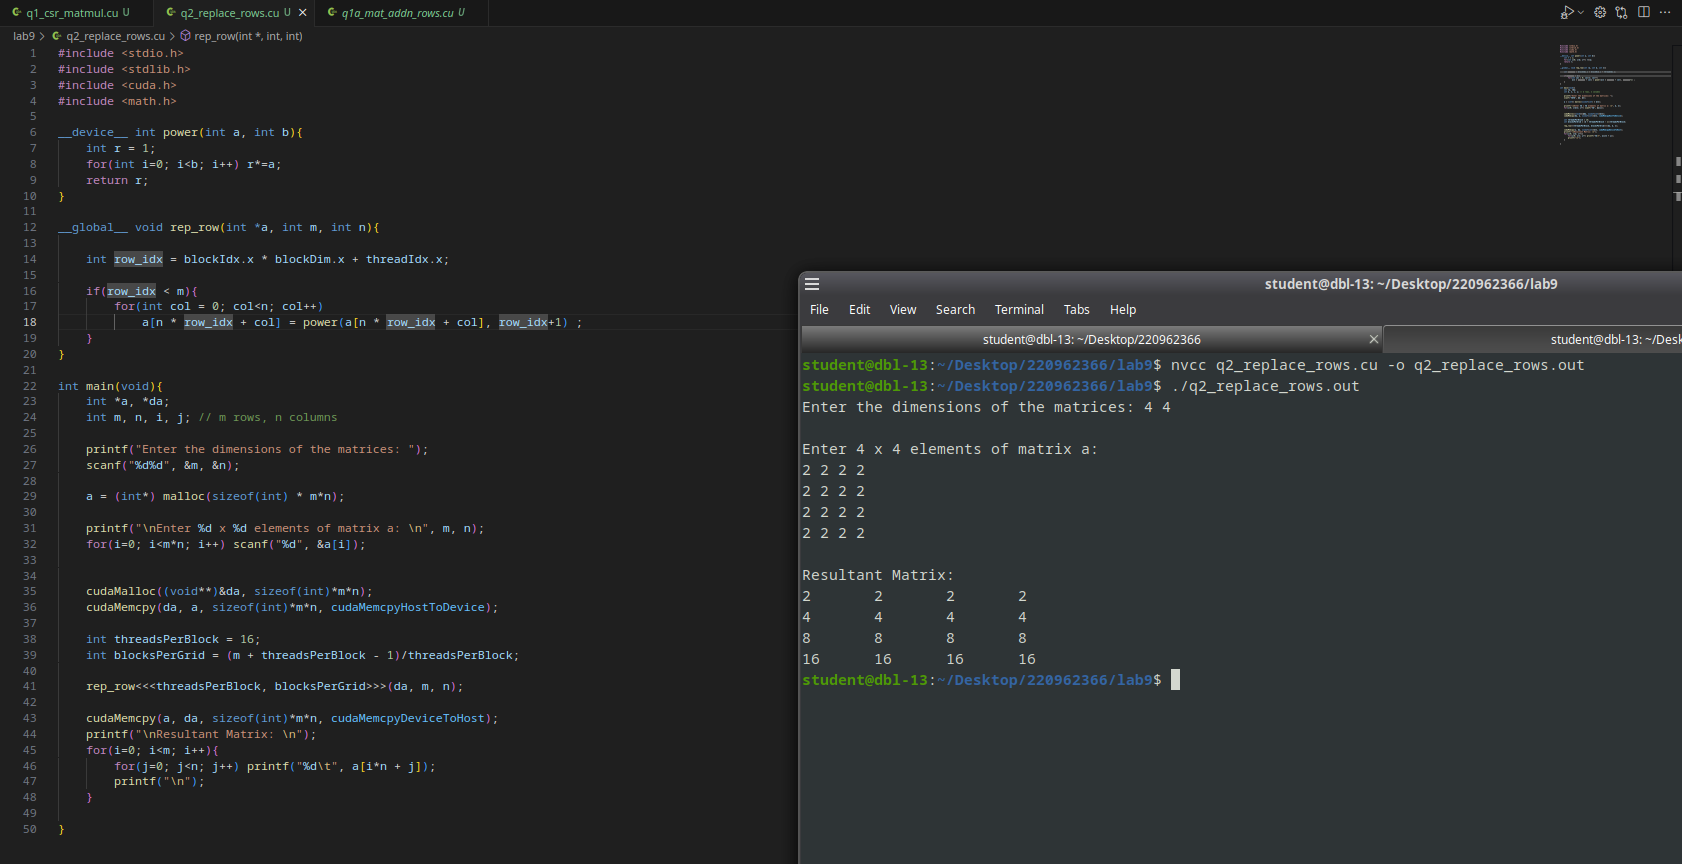 q1_csr_matmul.cu U
q2_replace_rows.cu U
q1a_mat_addn_rows.cu U
lab9 > q2_replace_rows.cu > rep_row(int *, int, int)
1 #include <stdio.h>
2 #include <stdlib.h>
3 #include <cuda.h>
4 #include <math.h>
5
6 __device__ int power(int a, int b){
7     int r = 1;
8     for(int i=0; i<b; i++) r*=a;
9     return r;
10 }
11
12 __global__ void rep_row(int *a, int m, int n){
13
14     int row_idx = blockIdx.x * blockDim.x + threadIdx.x;
15
16     if(row_idx < m){
17         for(int col = 0; col<n; col++)
18             a[n * row_idx + col] = power(a[n * row_idx + col], row_idx+1) ;
19     }
20 }
21
22 int main(void){
23     int *a, *da;
24     int m, n, i, j; // m rows, n columns
25
26     printf("Enter the dimensions of the matrices: ");
27     scanf("%d%d", &m, &n);
28
29     a = (int*) malloc(sizeof(int) * m*n);
30
31     printf("\nEnter %d x %d elements of matrix a: \n", m, n);
32     for(i=0; i<m*n; i++) scanf("%d", &a[i]);
33
34
35     cudaMalloc((void**)&da, sizeof(int)*m*n);
36     cudaMemcpy(da, a, sizeof(int)*m*n, cudaMemcpyHostToDevice);
37
38     int threadsPerBlock = 16;
39     int blocksPerGrid = (m + threadsPerBlock - 1)/threadsPerBlock;
40
41     rep_row<<<threadsPerBlock, blocksPerGrid>>>(da, m, n);
42
43     cudaMemcpy(a, da, sizeof(int)*m*n, cudaMemcpyDeviceToHost);
44     printf("\nResultant Matrix: \n");
45     for(i=0; i<m; i++){
46         for(j=0; j<n; j++) printf("%d\t", a[i*n + j]);
47         printf("\n");
48     }
49
50 }
student@dbl-13: ~/Desktop/220962366/lab9
File Edit View Search Terminal Tabs Help
student@dbl-13: ~/Desktop/220962366
student@dbl-13: ~/Desk
student@dbl-13:~/Desktop/220962366/lab9$ nvcc q2_replace_rows.cu -o q2_replace_rows.out
student@dbl-13:~/Desktop/220962366/lab9$ ./q2_replace_rows.out
Enter the dimensions of the matrices: 4 4
Enter 4 x 4 elements of matrix a:
2 2 2 2
2 2 2 2
2 2 2 2
2 2 2 2
Resultant Matrix:
2 2 2 2
4 4 4 4
8 8 8 8
16 16 16 16
student@dbl-13:~/Desktop/220962366/lab9$